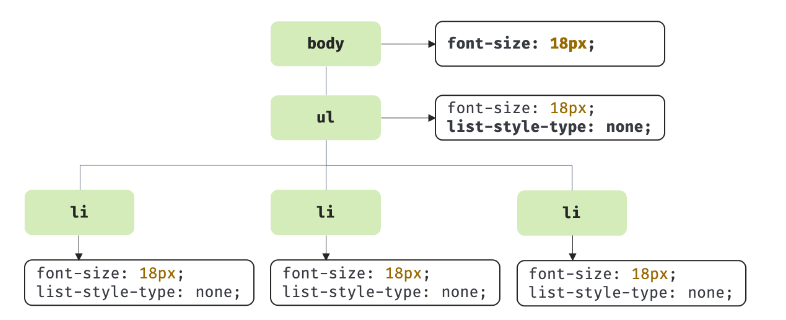 body
font-size: 18px;
ul
font-size: 18px;
list-style-type: none;
li
li
li
font-size: 18px;
list-style-type: none;
font-size: 18px;
list-style-type: none;
font-size: 18px;
list-style-type: none;